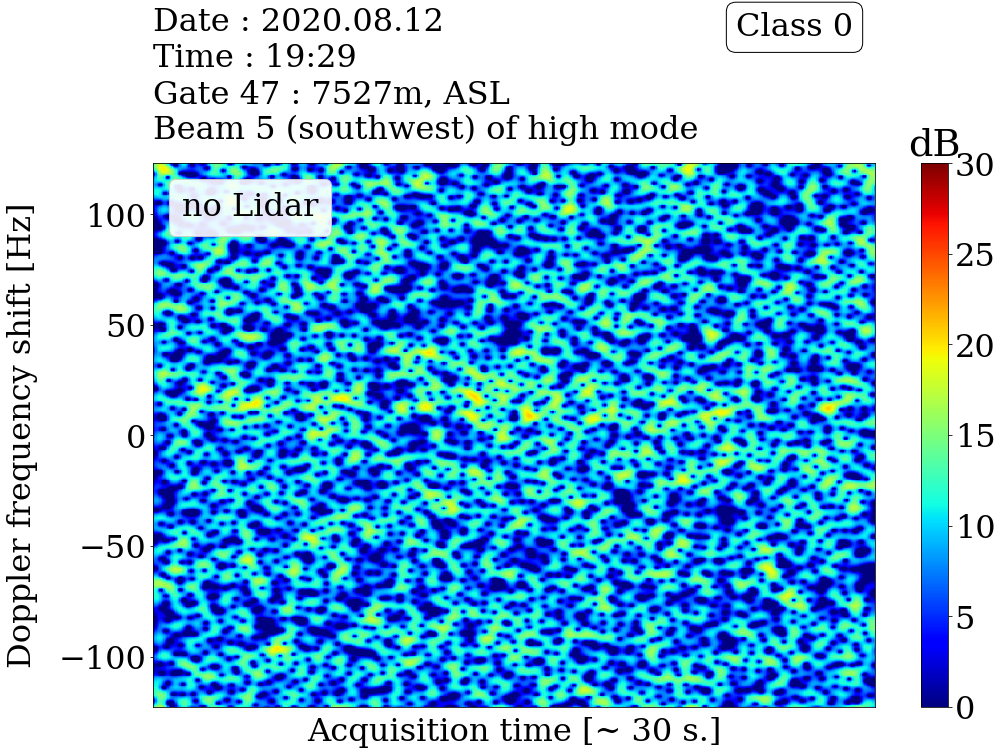 Date : 2020.08.12
Time : 19:29
Gate 47 : 7527m, ASL
Beam 5 (southwest) of high mode
Class 0
dB
no Lidar
Doppler frequency shift [Hz]
100
50
0
−50
−100
Acquisition time [~ 30 s.]
30
25
20
15
10
5
0